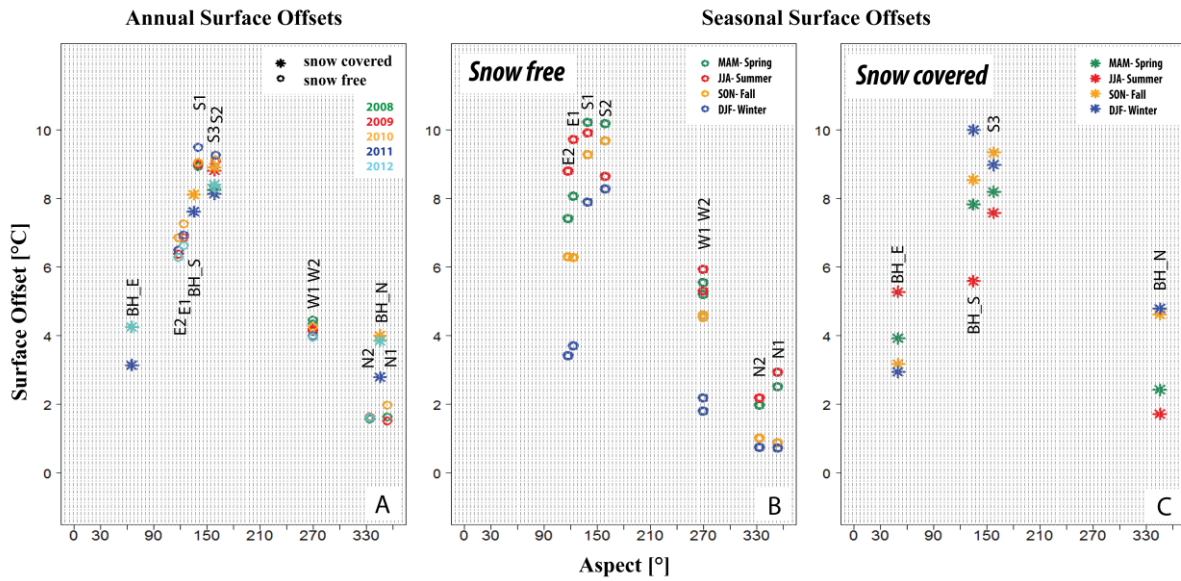 Annual Surface Offsets
Seasonal Surface Offsets
Surface Offset [°C]
10
8
6
4
2
0
snow covered
snow free
2008
2009
2010
2011
2012
S1
S3 S2
BH_E
E2 E1
BH_S
W1 W2
BH_N
N2
N1
A
0 30 90 150 210 270 330
Snow free
MAM- Spring
JJA- Summer
SON- Fall
DJF- Winter
E2
E1
S1
S2
W1 W2
N2
N1
B
0 30 90 150 210 270 330
Snow covered
MAM- Spring
JJA- Summer
SON- Fall
DJF- Winter
S3
BH_E
BH_S
BH_N
C
0 30 90 150 210 270 330
Aspect [°]